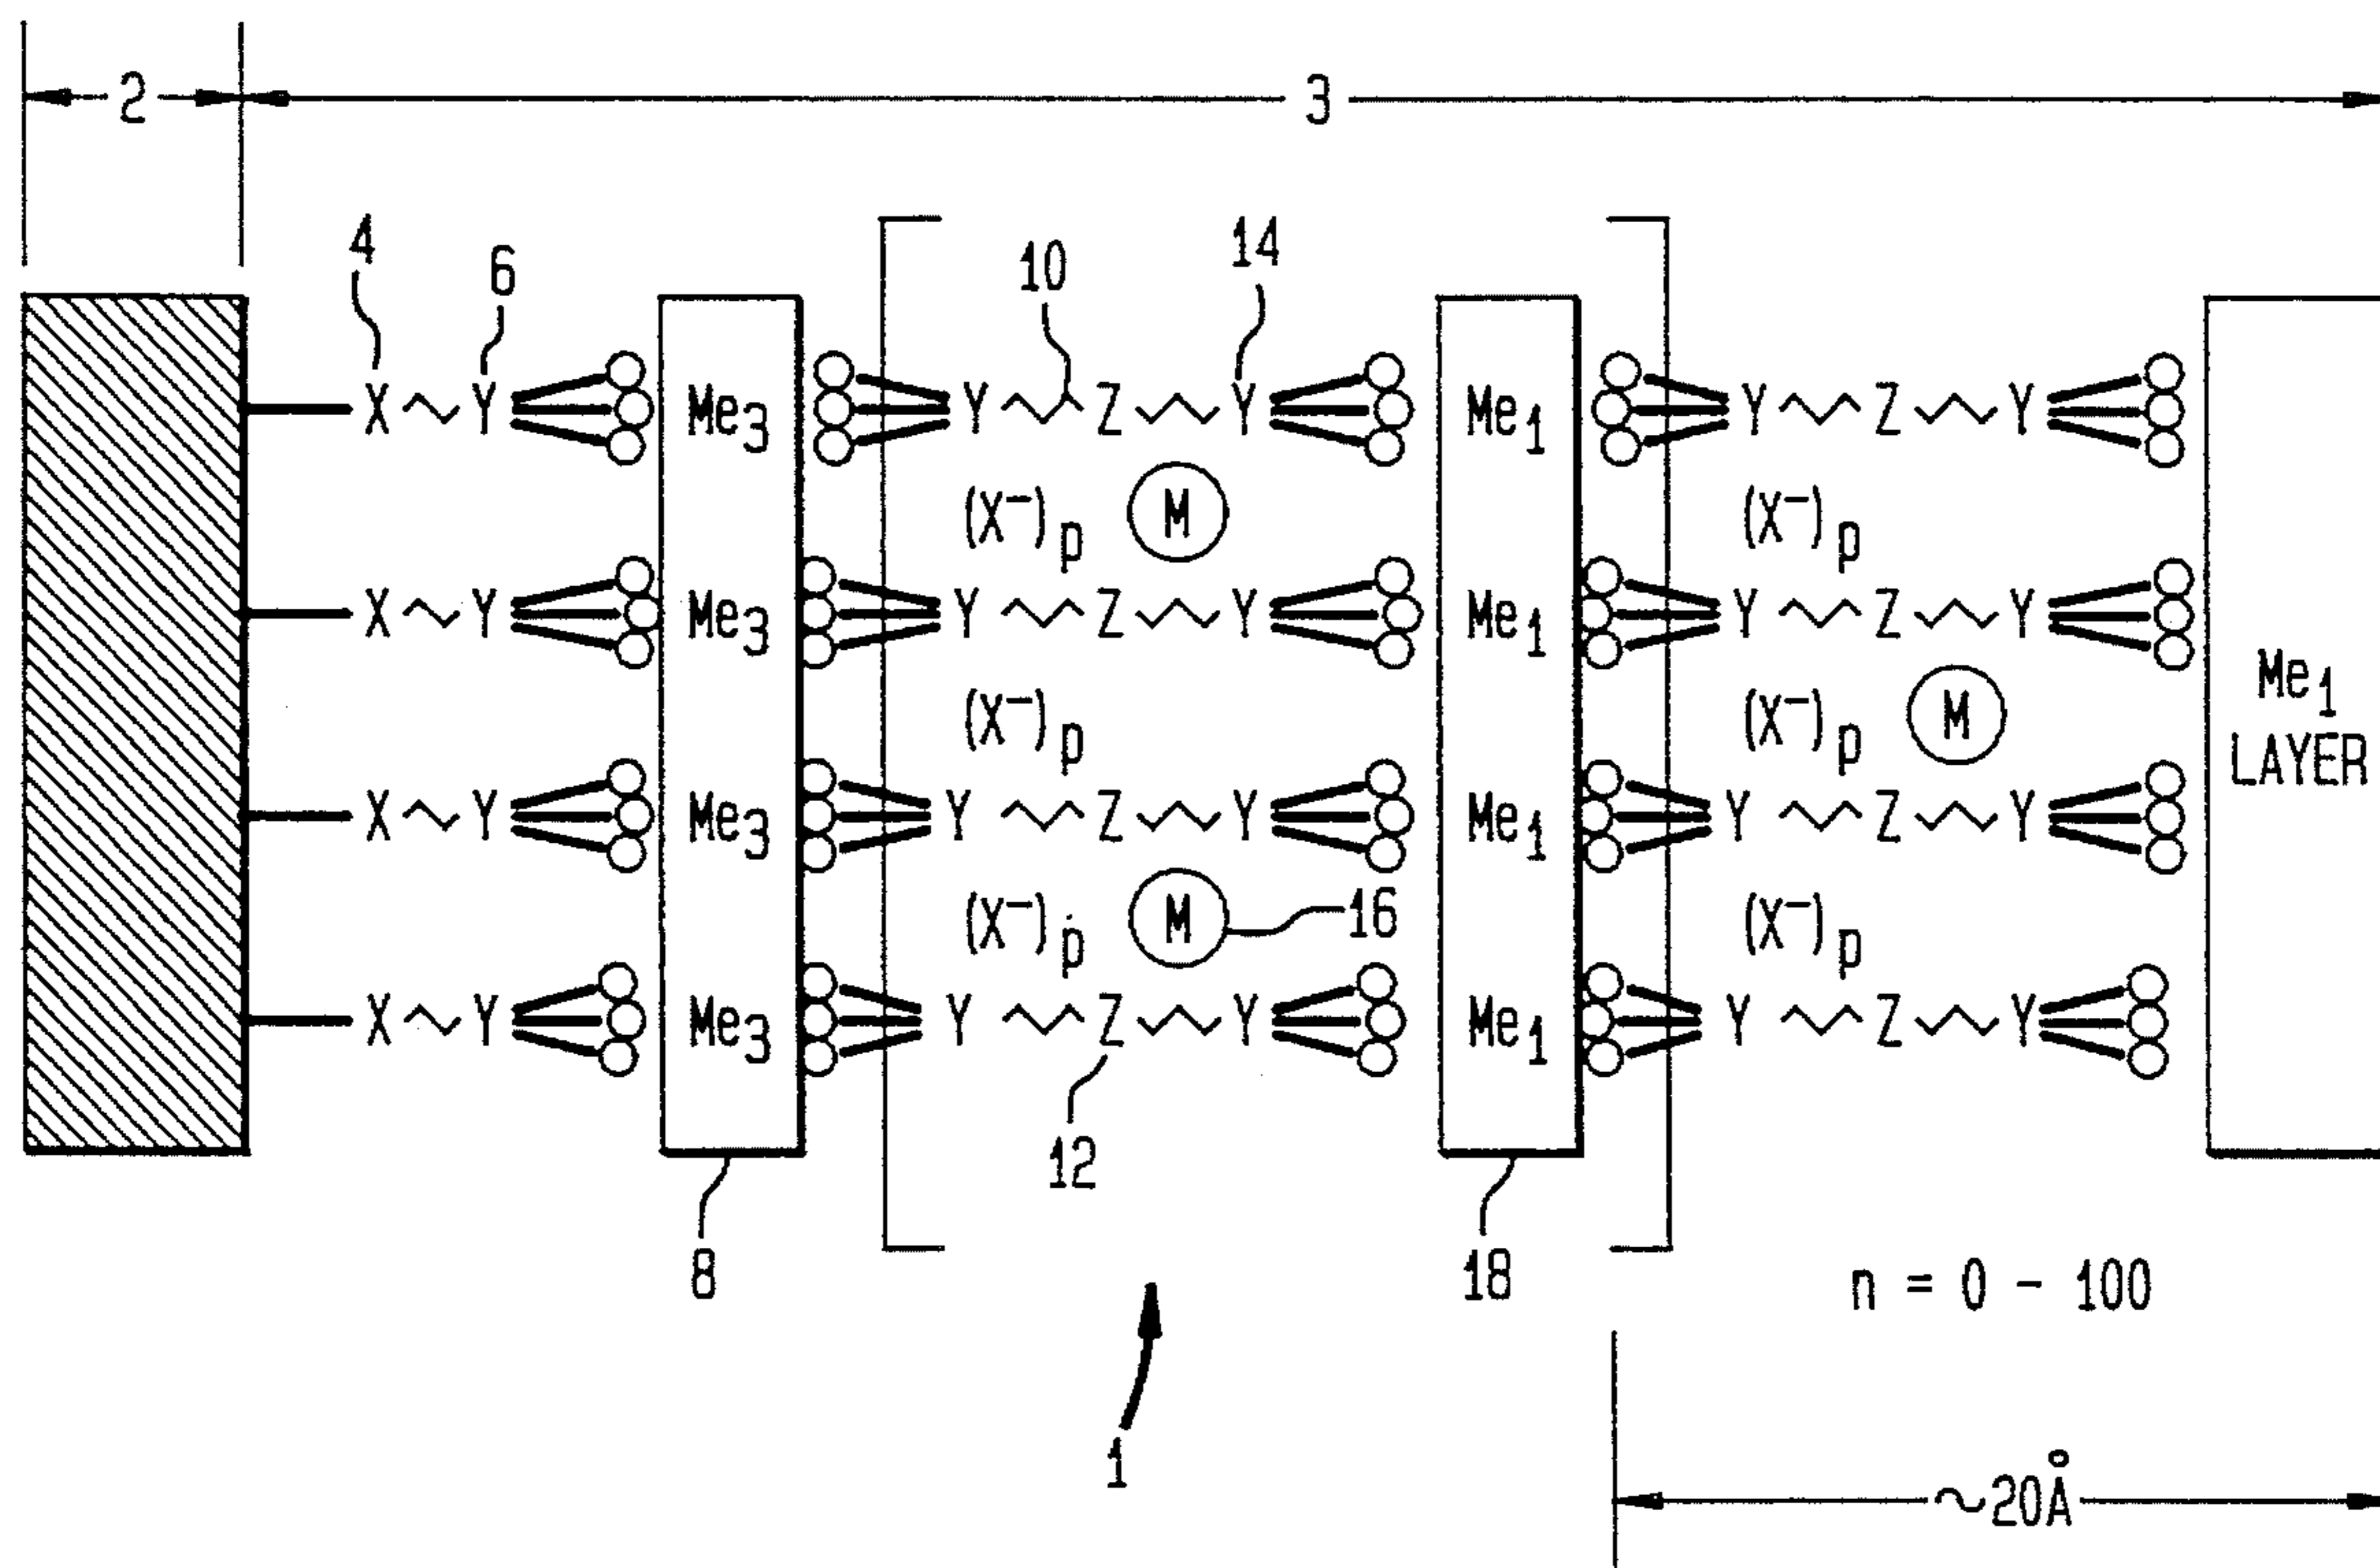 2 3
4 6 10 14
X ~ Y Me3 Y Z Y Me1 Y Z Y
(X−)p M (X−)p
X ~ Y Me3 Y Z Y Me1 Y Z Y
(X−)p (X−)p M
Me1
LAYER
X ~ Y Me3 Y Z Y Me1 Y Z Y
(X−)p M 16 (X−)p
X ~ Y Me3 Y Z Y Me1 Y Z Y
12
8 18
n = 0 - 100
1
~20Å